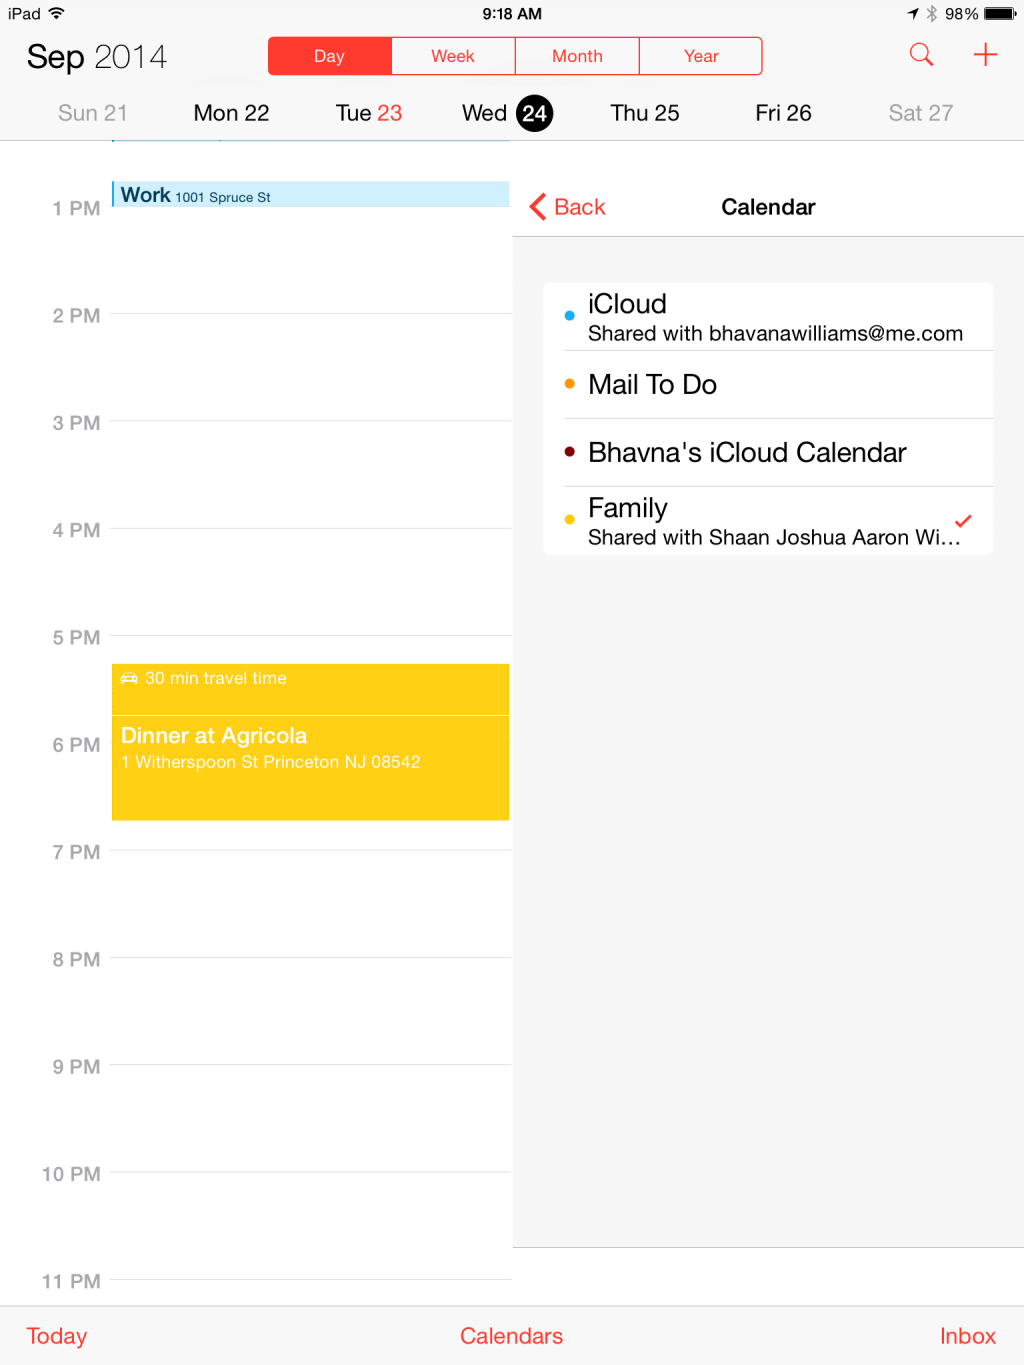 iPad 9:18 AM 98%
Sep 2014 Day Week Month Year
Sun 21 Mon 22 Tue 23 Wed 24 Thu 25 Fri 26 Sat 27
Work 1001 Spruce St
1 PM
2 PM
3 PM
4 PM
5 PM
30 min travel time
Dinner at Agricola
6 PM
1 Witherspoon St Princeton NJ 08542
7 PM
8 PM
9 PM
10 PM
11 PM
Back Calendar
iCloud
Shared with bhavanawilliams@me.com
Mail To Do
Bhavna's iCloud Calendar
Family
Shared with Shaan Joshua Aaron Wi...
Today Calendars Inbox